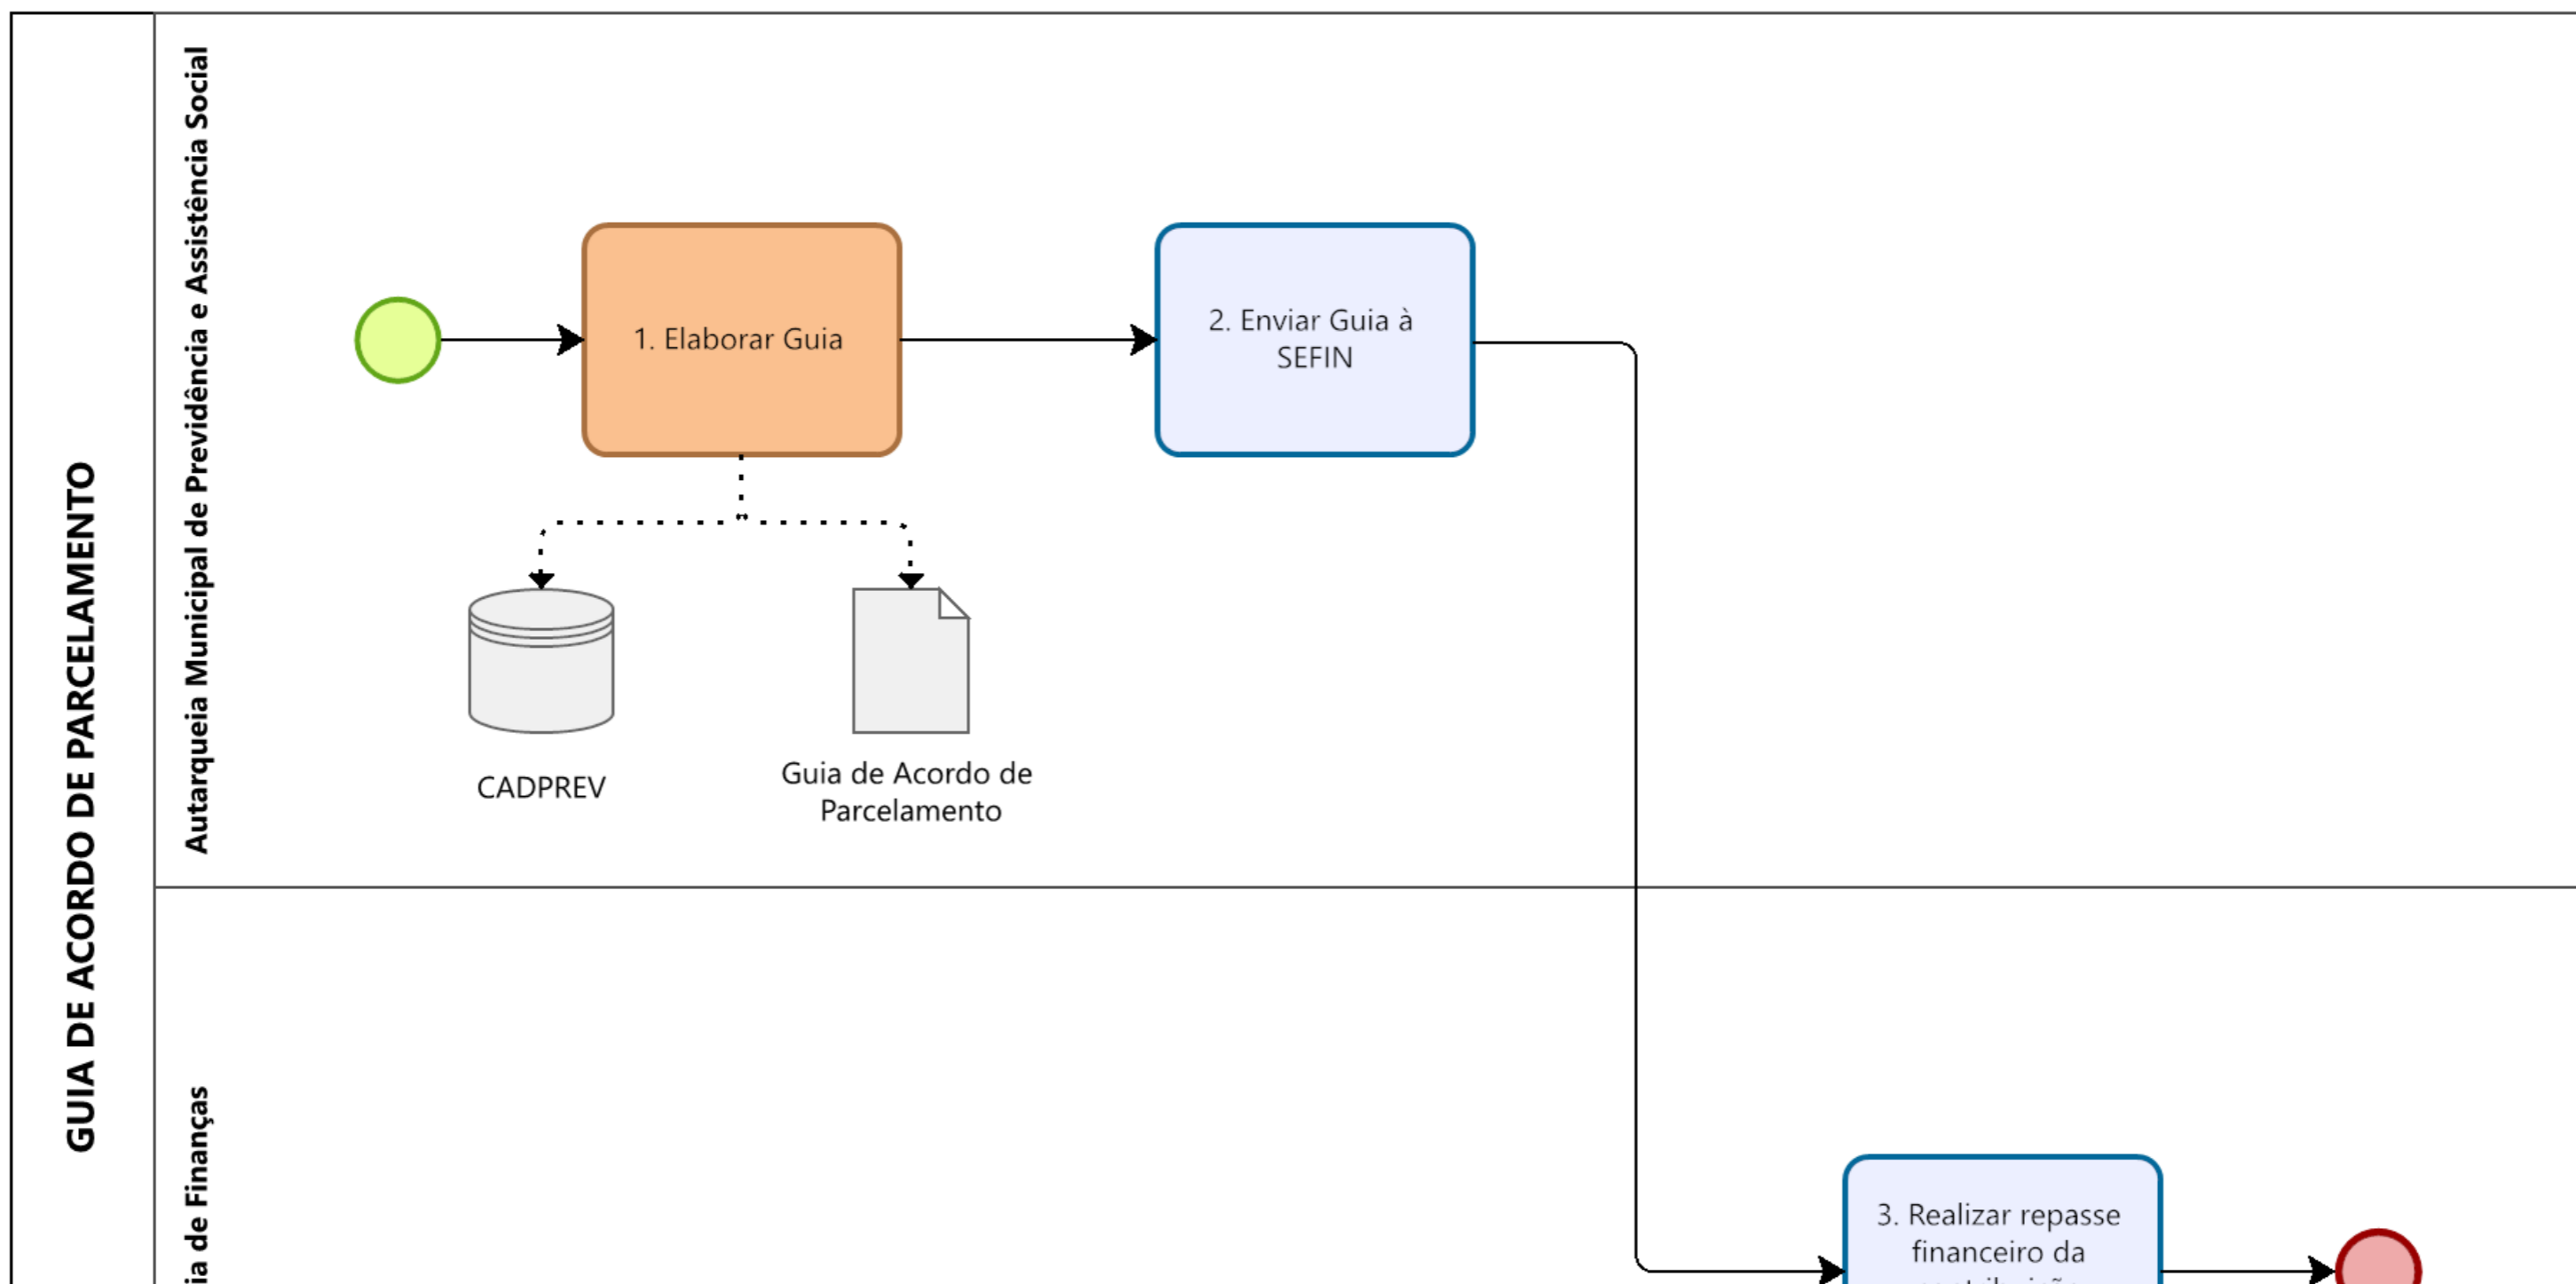 GUIA DE ACORDO DE PARCELAMENTO
Autarqueia Municipal de Previdência e Assistência Social
1. Elaborar Guia
2. Enviar Guia à
SEFIN
CADPREV
Guia de Acordo de
Parcelamento
de Finanças
3. Realizar repasse
financeiro da